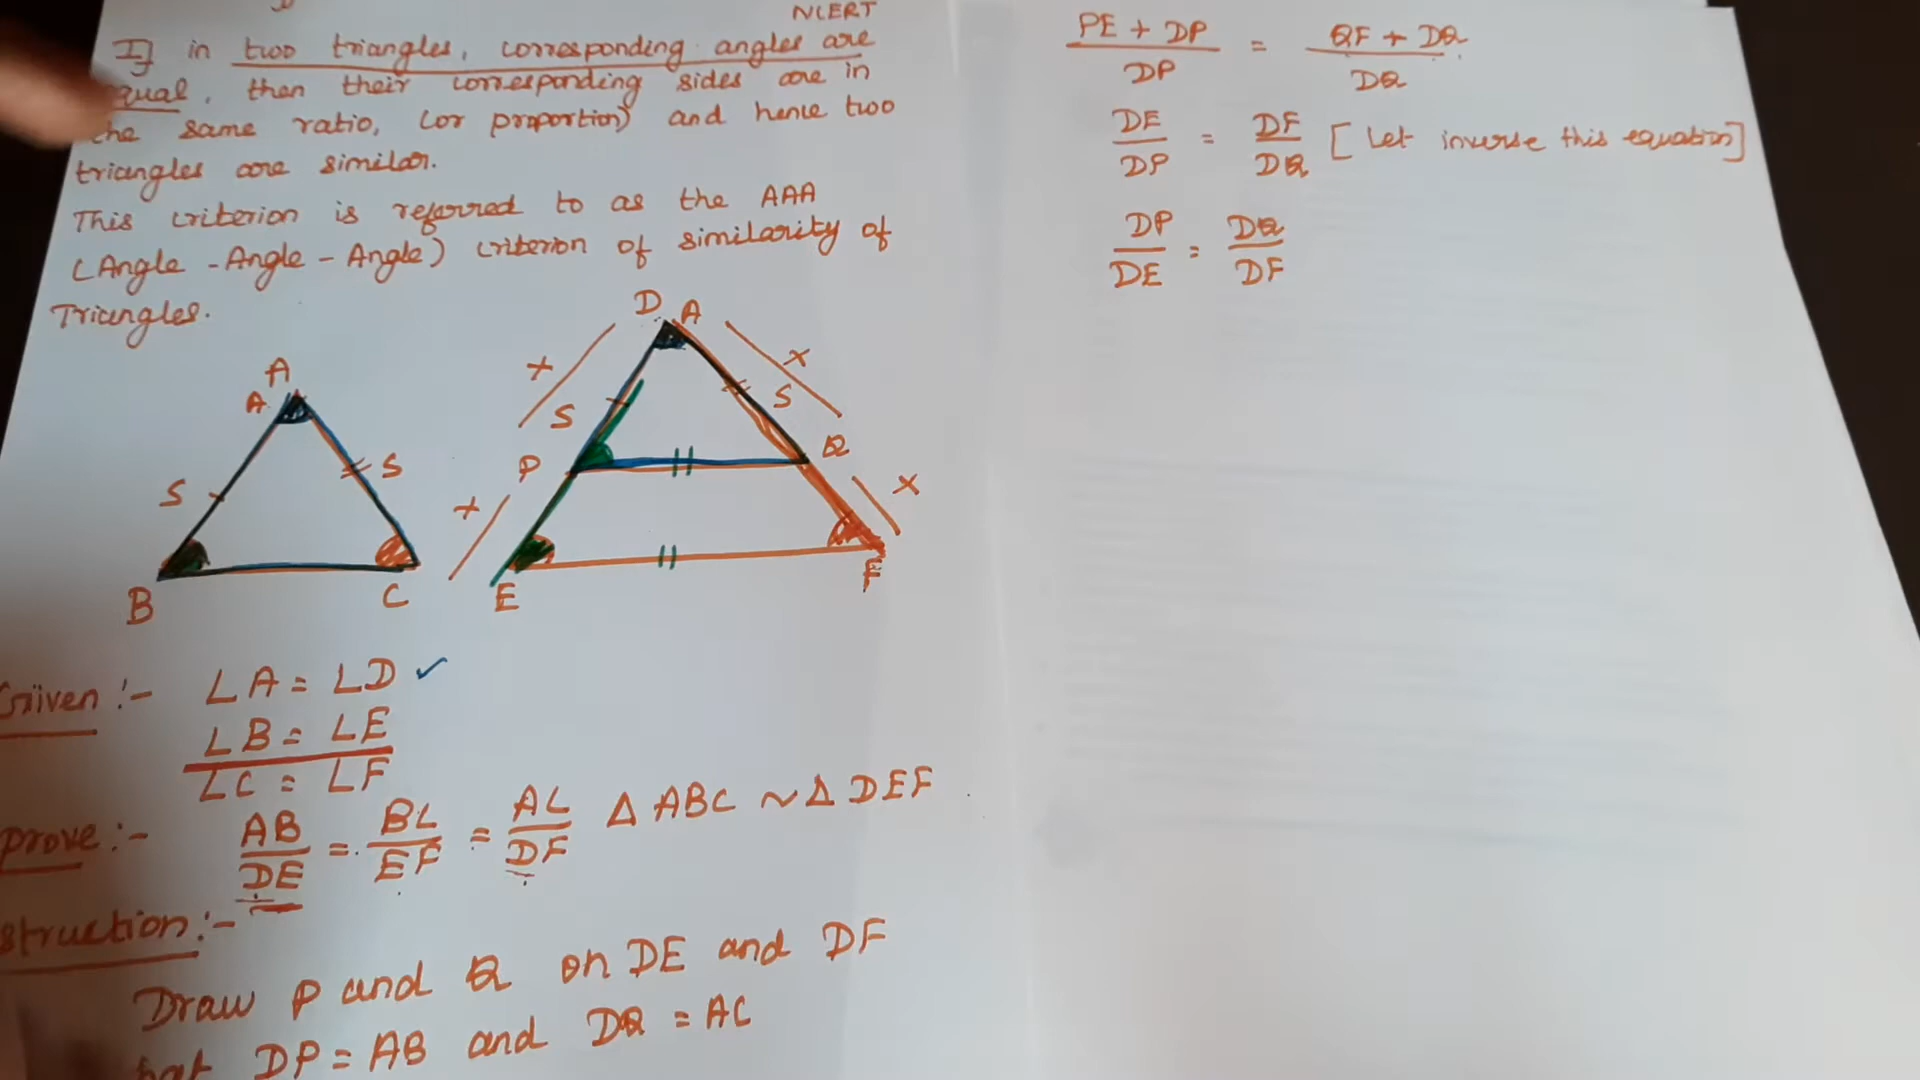 NCERT
If in two triangles, corresponding angles are
equal, then their corresponding sides are in
the same ratio, (or proportion) and hence two
triangles are similar.
This criterion is referred to as the AAA
(Angle - Angle - Angle) criterion of similarity of
Triangles.
A
A
S
S
B
C
D A
x
x
S
S
P
Q
x
x
E
F
Given :- ∠A = ∠D ✓
∠B = ∠E
∠C = ∠F
prove :- AB/DE = BC/EF = AC/DF Δ ABC ~ Δ DEF
struction :-
Draw P and Q on DE and DF
hat DP = AB and DQ = AC
PE + DP / DP = QF + DQ / DQ
DE/DP = DF/DQ [Let inverse this equation]
DP/DE = DQ/DF